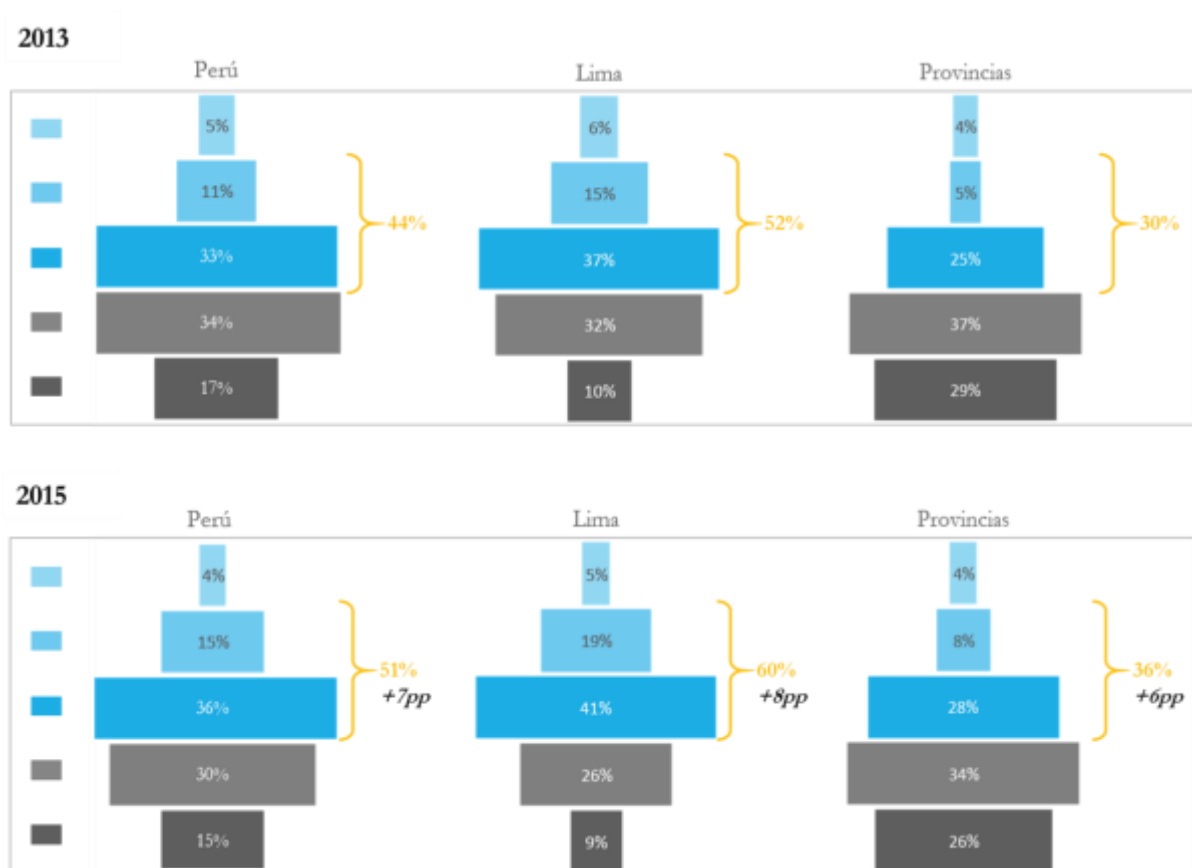 2013
Perú Lima Provincias
5% 6% 4%
11% 15% 5%
44% 52% 30%
33% 37% 25%
34% 32% 37%
17% 10% 29%
2015
Perú Lima Provincias
4% 5% 4%
15% 19% 8%
51% 60% 36%
+7pp +8pp +6pp
36% 41% 28%
30% 26% 34%
15% 9% 26%